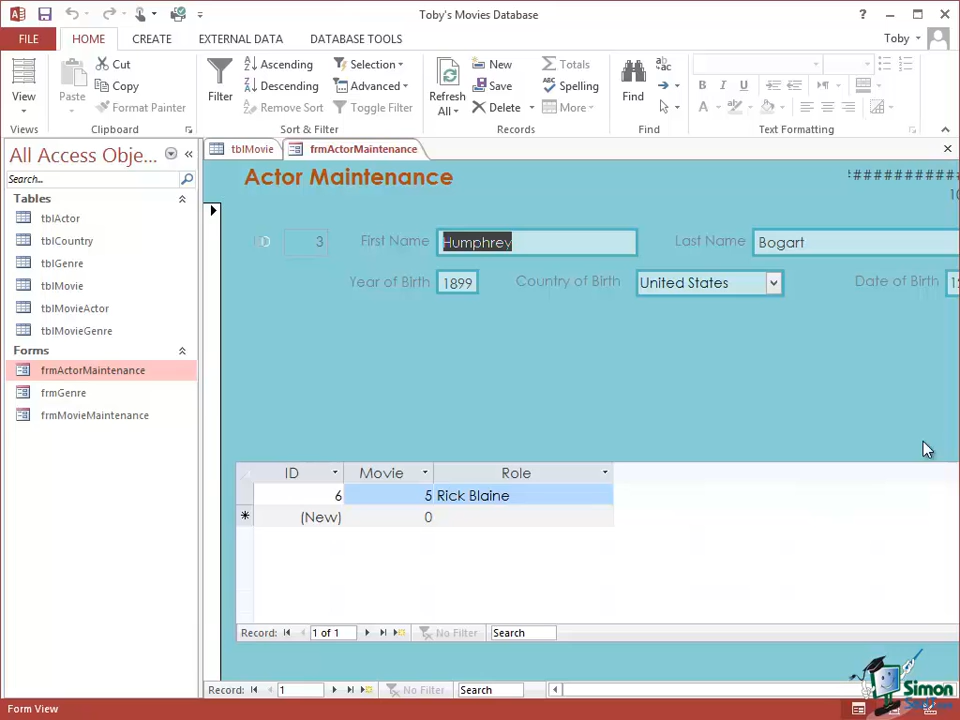 Toby's Movies Database
?
FILE HOME CREATE EXTERNAL DATA DATABASE TOOLS Toby
View
Views
Paste
Cut
Copy
Format Painter
Clipboard
Filter
Ascending
Descending
Remove Sort
Selection
Advanced
Toggle Filter
Sort & Filter
Refresh
All
New
Save
Delete
Totals
Spelling
More
Records
Find
Find
B I U
A
Text Formatting
All Access Obje...
Search...
Tables
tblActor
tblCountry
tblGenre
tblMovie
tblMovieActor
tblMovieGenre
Forms
frmActorMaintenance
frmGenre
frmMovieMaintenance
tblMovie frmActorMaintenance
Actor Maintenance
###########
10
3 First Name Humphrey Last Name Bogart
Year of Birth 1899 Country of Birth United States Date of Birth
ID Movie Role
6 5 Rick Blaine
* (New) 0
Record: 1 of 1 No Filter Search
Record: 1 No Filter Search
Form View
Simon